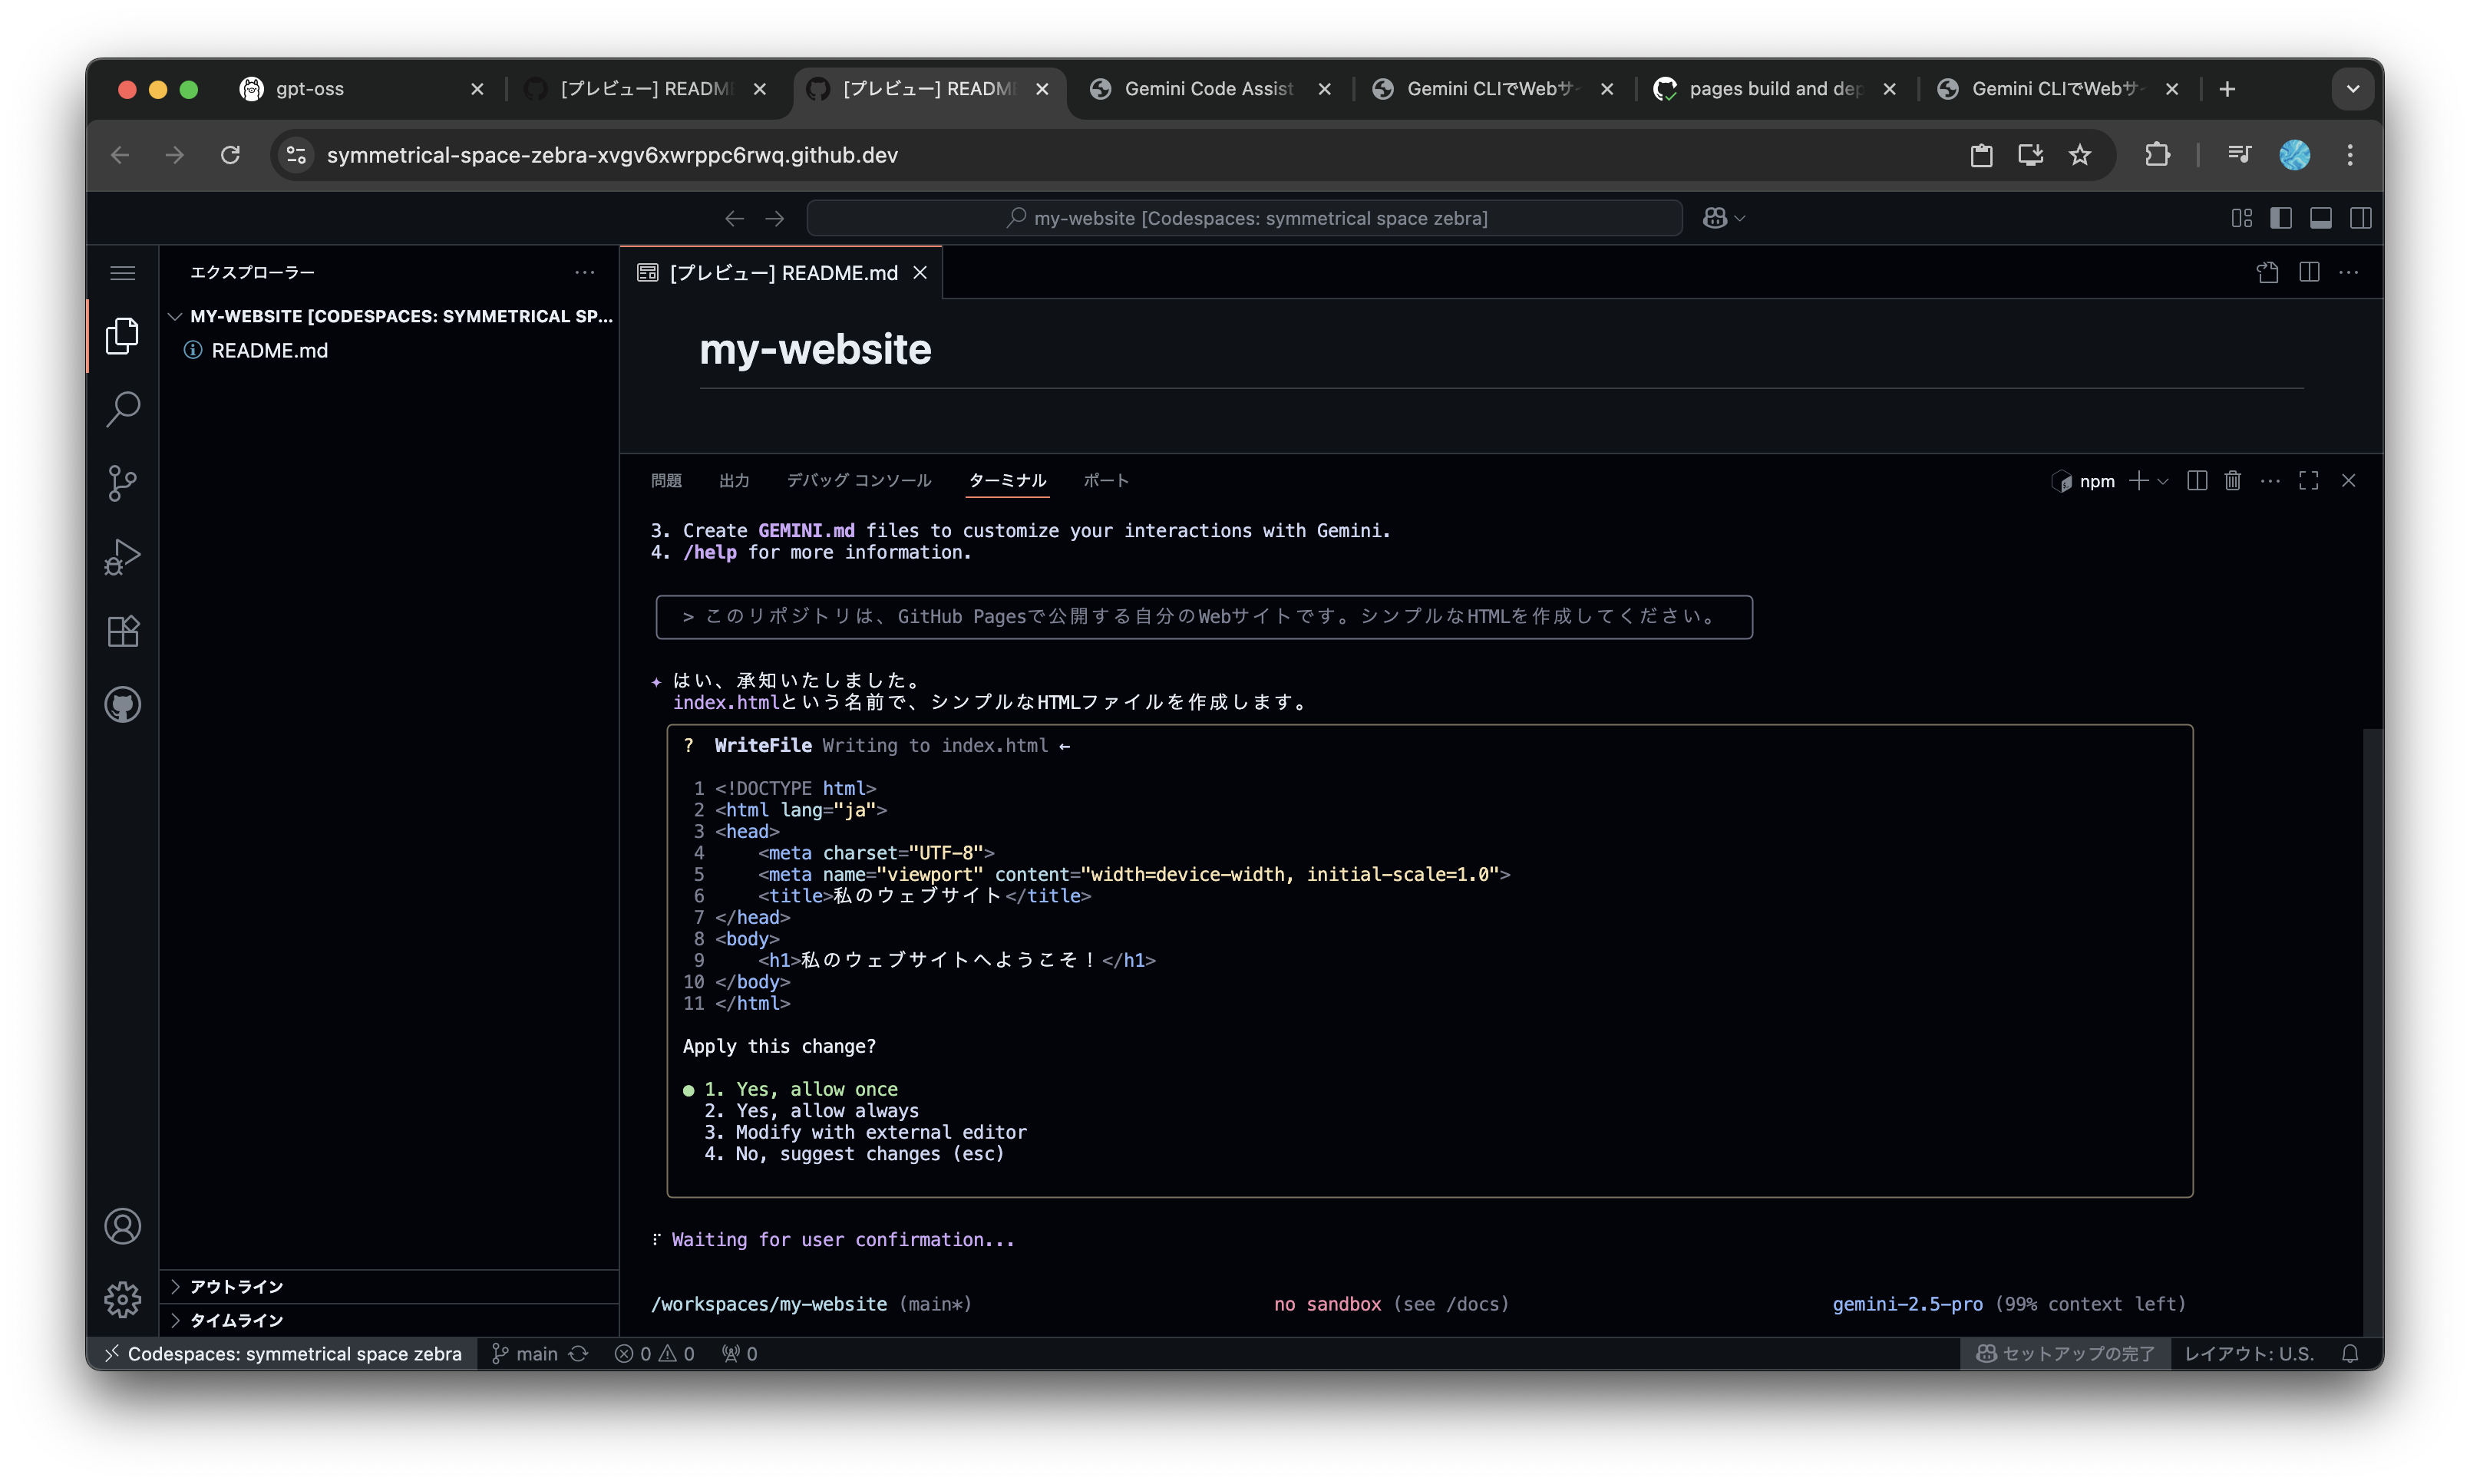 gpt-oss
[プレビュー] READM
[プレビュー] READM
Gemini Code Assist
Gemini CLIでWebサ
pages build and dep
Gemini CLIでWebサ
symmetrical-space-zebra-xvgv6xwrppc6rwq.github.dev
my-website [Codespaces: symmetrical space zebra]
エクスプローラー
[プレビュー] README.md
MY-WEBSITE [CODESPACES: SYMMETRICAL SP...
README.md
my-website
問題 出力 デバッグ コンソール ターミナル ポート
npm
3. Create GEMINI.md files to customize your interactions with Gemini.
4. /help for more information.
> このリポジトリは、GitHub Pagesで公開する自分のWebサイトです。シンプルなHTMLを作成してください。
✦ はい、承知いたしました。
index.htmlという名前で、シンプルなHTMLファイルを作成します。
? WriteFile Writing to index.html ←
1 <!DOCTYPE html>
2 <html lang="ja">
3 <head>
4 <meta charset="UTF-8">
5 <meta name="viewport" content="width=device-width, initial-scale=1.0">
6 <title>私のウェブサイト</title>
7 </head>
8 <body>
9 <h1>私のウェブサイトへようこそ！</h1>
10 </body>
11 </html>
Apply this change?
● 1. Yes, allow once
2. Yes, allow always
3. Modify with external editor
4. No, suggest changes (esc)
Waiting for user confirmation...
/workspaces/my-website (main*) no sandbox (see /docs) gemini-2.5-pro (99% context left)
アウトライン
タイムライン
Codespaces: symmetrical space zebra main 0 0 0 セットアップの完了 レイアウト: U.S.